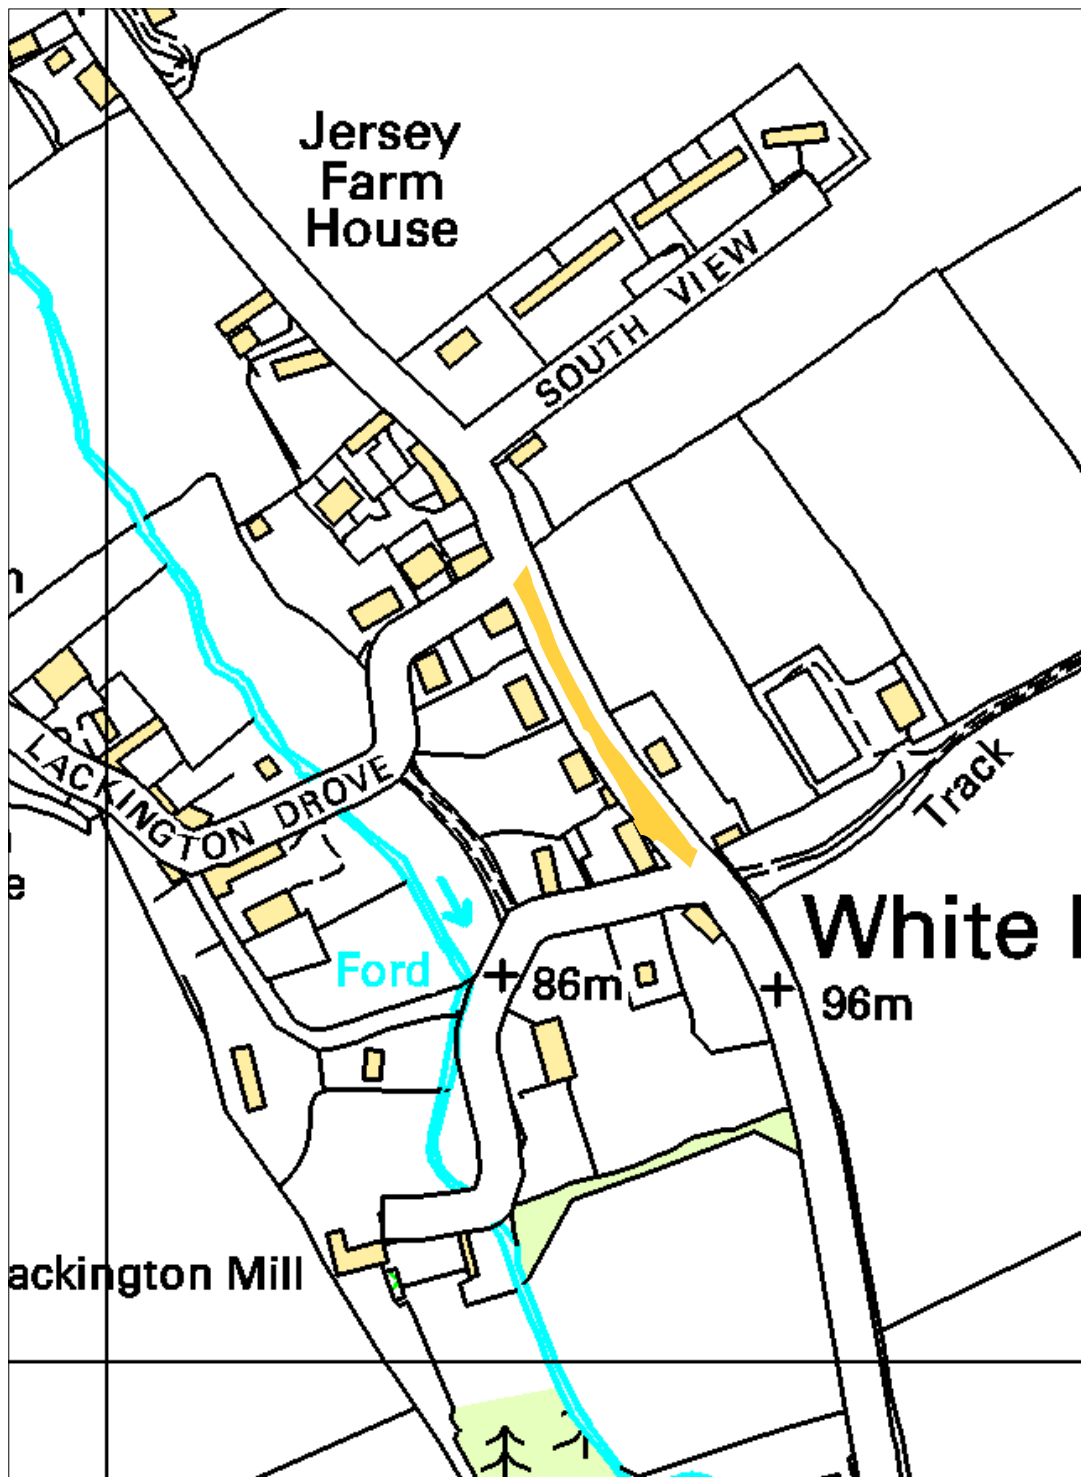 Jersey
Farm
House
SOUTH VIEW
LACKINGTON DROVE
Track
White
Ford
86m
96m
ackington Mill